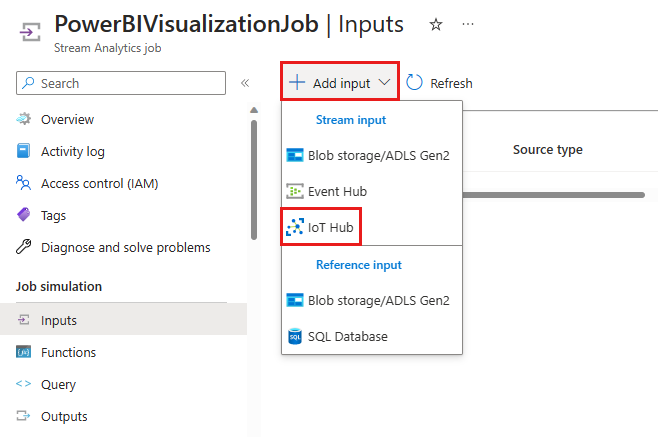 PowerBIVisualizationJob | Inputs
Stream Analytics job
Search
Add input
Refresh
Overview
Activity log
Access control (IAM)
Tags
Diagnose and solve problems
Job simulation
Inputs
Functions
Query
Outputs
Stream input
Blob storage/ADLS Gen2
Event Hub
IoT Hub
Reference input
Blob storage/ADLS Gen2
SQL Database
Source type